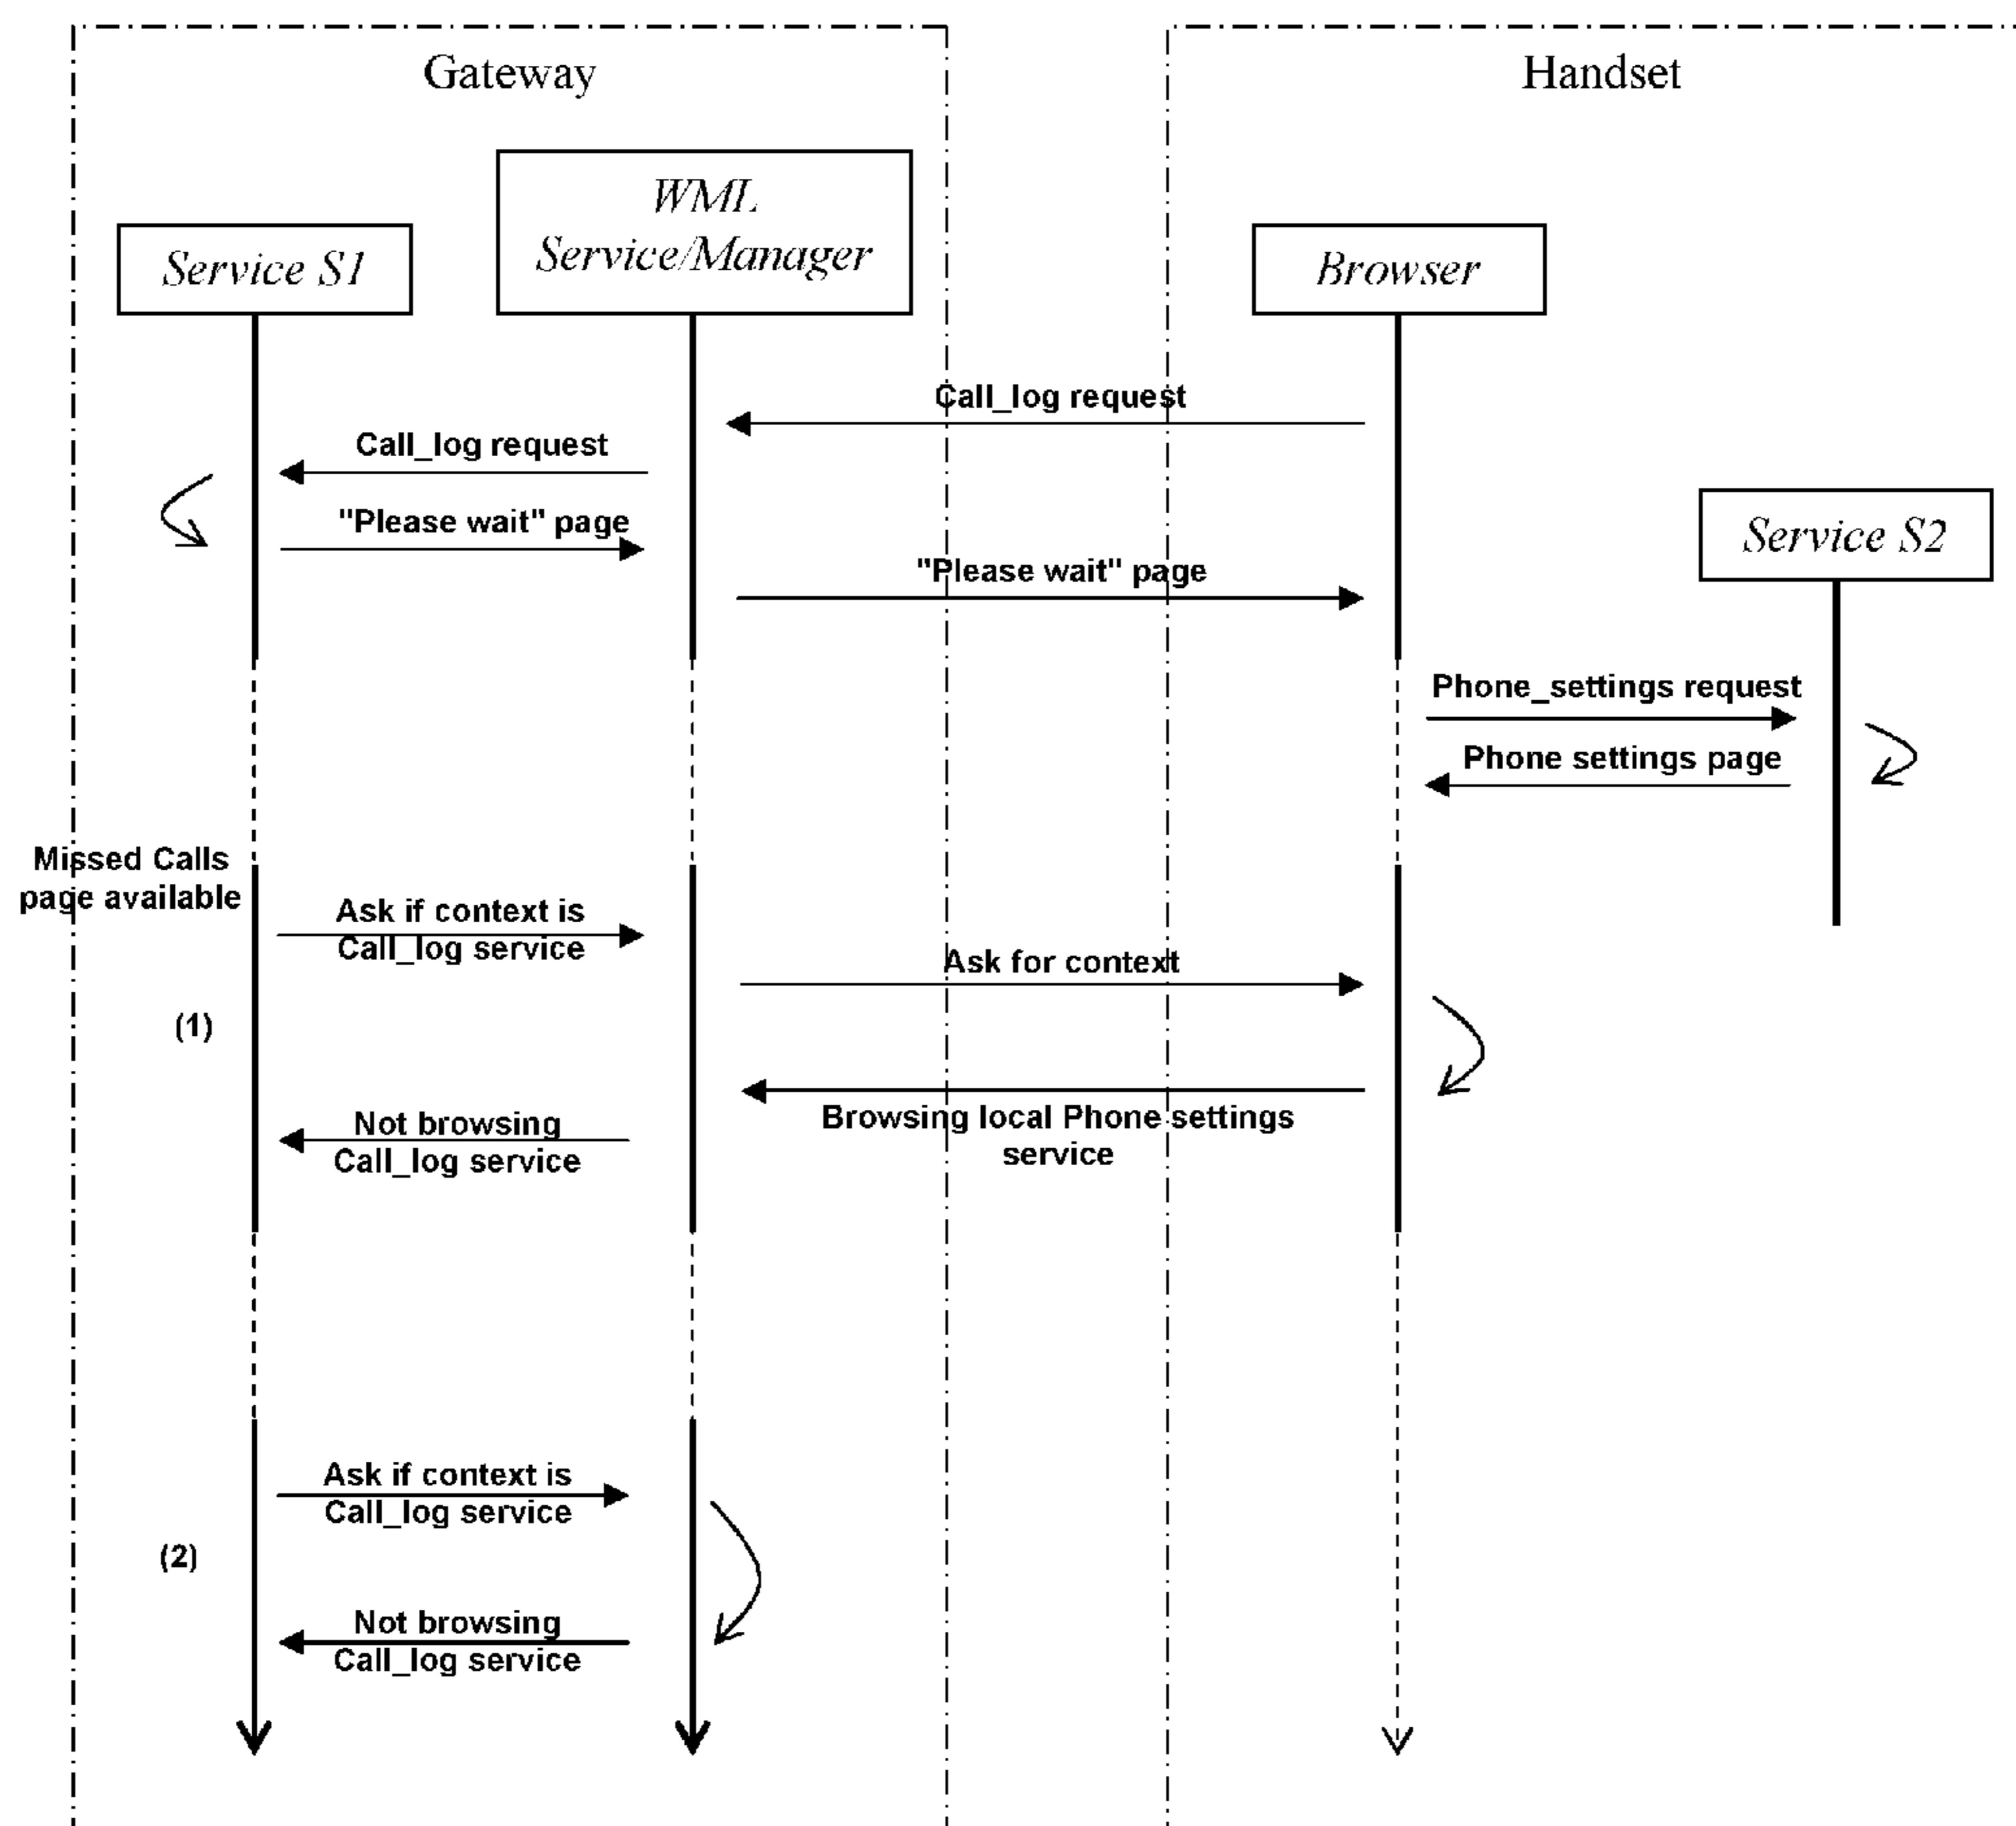 Gateway
Handset
WML
Service/Manager
Service S1
Browser
Call_log request
Call_log request
"Please wait" page
Service S2
"Please wait" page
Phone_settings request
Phone settings page
Missed Calls
page available
Ask if context is
Call_log service
Ask for context
(1)
Browsing local Phone settings
service
Not browsing
Call_log service
Ask if context is
Call_log service
(2)
Not browsing
Call_log service